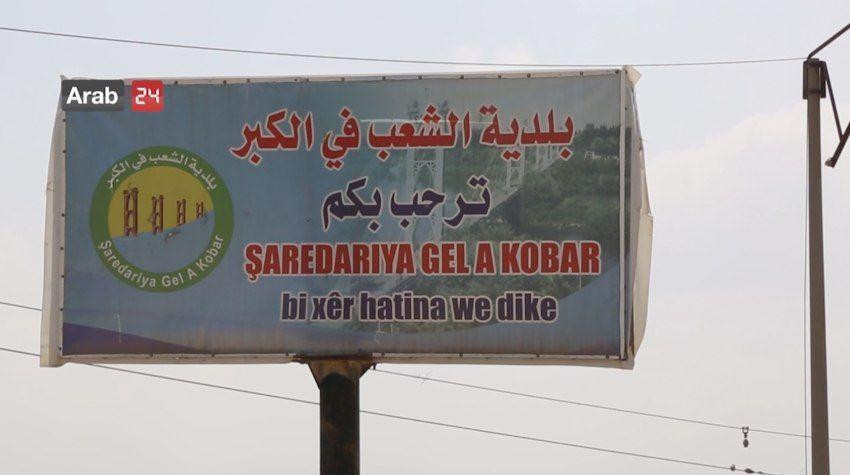 Arab 24
بلدية الشعب في الكبر
ترحب بكم
ŞAREDARIYA GEL A KOBAR
bi xêr hatina we dike
بلدية الشعب في الكبر
Şaredariya Gel A Kobar